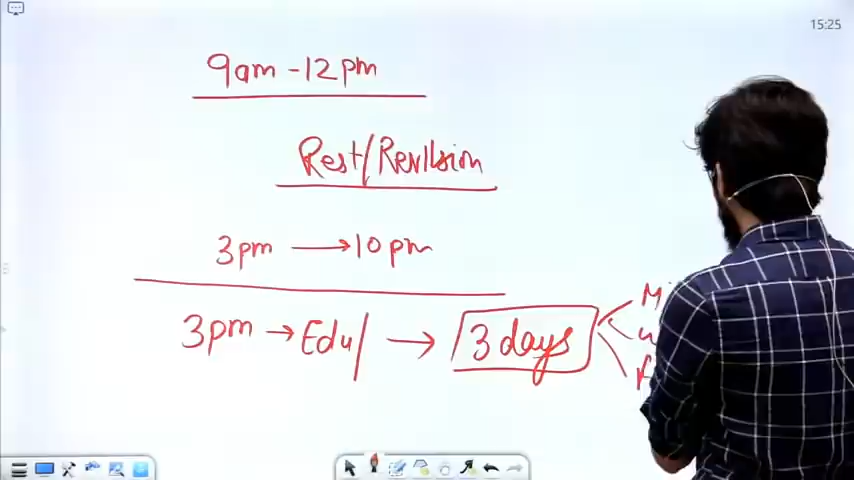 15:25
9am - 12 pm
Rest/Revision
3pm → 10 pm
3pm → Edu/ → 3 days